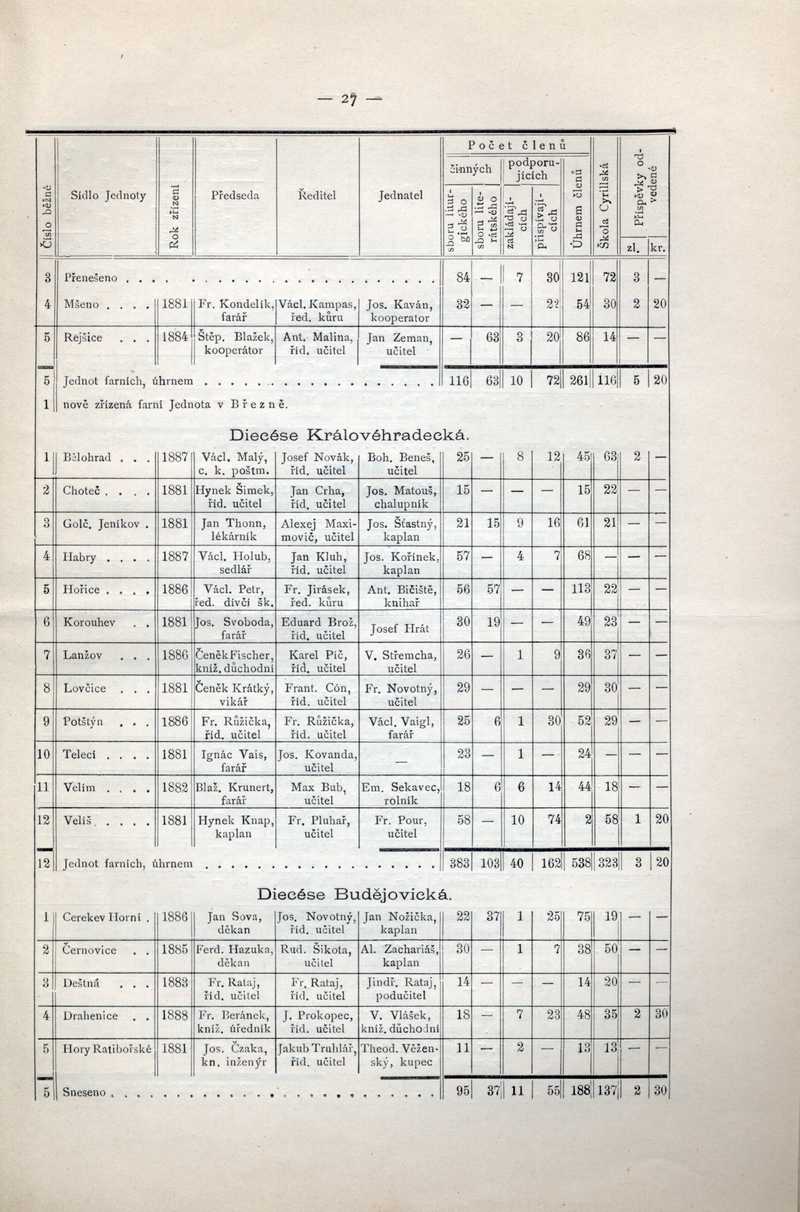 — 27 —
Počet členů
činných | podporujících
Číslo běžné | Sídlo Jednoty | Rok zřízení | Předseda | Ředitel | Jednatel | sboru liturgického | sboru literátského | zakládajících | přispívajících | Úhrnem členů | Škola Cyrillská | Příspěvky odvedené
zl. | kr.
3 | Přenešeno . . . . | 84 | — | 7 | 30 | 121 | 72 | 3 | —
4 | Mšeno . . . . | 1881 | Fr. Kondelík, | Václ. Kampas, | Jos. Kaván, | 32 | — | — | 22 | 54 | 30 | 2 | 20
farář | řed. kůru | kooperator
5 | Rejšice . . . | 1884 | Štěp. Blažek, | Ant. Malina, | Jan Zeman, | — | 63 | 3 | 20 | 86 | 14 | — | —
kooperátor | říd. učitel | učitel
5 | Jednot farních, úhrnem . . . . | 116 | 63 | 10 | 72 | 261 | 116 | 5 | 20
1 | nově zřízená farní Jednota v Březně.
Diecése Královéhradecká.
1 | Bělohrad . . . | 1887 | Václ. Malý, | Josef Novák, | Boh. Beneš, | 25 | — | 8 | 12 | 45 | 63 | 2 | —
c. k. poštm. | říd. učitel | učitel
2 | Choteč . . . . | 1881 | Hynek Šimek, | Jan Crha, | Jos. Matouš, | 15 | — | — | — | 15 | 22 | — | —
říd. učitel | říd. učitel | chalupník
3 | Golč. Jeníkov . | 1881 | Jan Thonn, | Alexej Maxi- | Jos. Šťastný, | 21 | 15 | 9 | 16 | 61 | 21 | — | —
lékárník | movič, učitel | kaplan
4 | Habry . . . . | 1887 | Václ. Holub, | Jan Kluh, | Jos. Kořínek, | 57 | — | 4 | 7 | 68 | — | — | —
sedlář | říd. učitel | kaplan
5 | Hořice . . . . | 1886 | Václ. Petr, | Fr. Jirásek, | Ant. Bičiště, | 56 | 57 | — | — | 113 | 22 | — | —
řed. dívčí šk. | řed. kůru | knihař
6 | Korouhev . . | 1881 | Jos. Svoboda, | Eduard Brož, | Josef Hrát | 30 | 19 | — | — | 49 | 23 | — | —
farář | říd. učitel
7 | Lanžov . . . | 1886 | Čeněk Fischer, | Karel Pič, | V. Střemcha, | 26 | — | 1 | 9 | 36 | 37 | — | —
kníž. důchodní | říd. učitel | učitel
8 | Lovčice . . . | 1881 | Čeněk Krátký, | Frant. Cón, | Fr. Novotný, | 29 | — | — | — | 29 | 30 | — | —
vikář | říd. učitel | učitel
9 | Potštýn . . . | 1886 | Fr. Růžička, | Fr. Růžička, | Václ. Vaigl, | 25 | 6 | 1 | 30 | 52 | 29 | — | —
říd. učitel | říd. učitel | farář
10 | Telecí . . . . | 1881 | Ignác Vais, | Jos. Kovanda, | — | 23 | — | 1 | — | 24 | — | — | —
farář | učitel
11 | Velim . . . . | 1882 | Blaž. Krunert, | Max Bub, | Em. Sekavec, | 18 | 6 | 6 | 14 | 44 | 18 | — | —
farář | učitel | rolník
12 | Veliš . . . . | 1881 | Hynek Knap, | Fr. Pluhař, | Fr. Pour, | 58 | — | 10 | 74 | 2 | 58 | 1 | 20
kaplan | učitel | učitel
12 | Jednot farních, úhrnem . . . . | 383 | 103 | 40 | 162 | 538 | 323 | 3 | 20
Diecése Budějovická.
1 | Cerekev Horní . | 1886 | Jan Sova, | Jos. Novotný, | Jan Nožička, | 22 | 37 | 1 | 25 | 75 | 19 | — | —
děkan | říd. učitel | kaplan
2 | Černovice . . | 1885 | Ferd. Hazuka, | Rud. Šikota, | Al. Zachariáš, | 30 | — | 1 | 7 | 38 | 50 | — | —
děkan | učitel | kaplan
3 | Deštná . . . | 1883 | Fr. Rataj, | Fr. Rataj, | Jindř. Rataj, | 14 | — | — | — | 14 | 20 | — | —
říd. učitel | říd. učitel | podučitel
4 | Drahenice . . | 1888 | Fr. Beránek, | J. Prokopec, | V. Vlášek, | 18 | — | 7 | 23 | 48 | 35 | 2 | 30
kníž. úředník | říd. učitel | kníž. důchodní
5 | Hory Ratibořské | 1881 | Jos. Čzaka, | Jakub Truhlář, | Theod. Věžen- | 11 | — | 2 | — | 13 | 13 | — | —
kn. inženýr | říd. učitel | ský, kupec
5 | Sneseno . . . . | 95 | 37 | 11 | 55 | 188 | 137 | 2 | 30